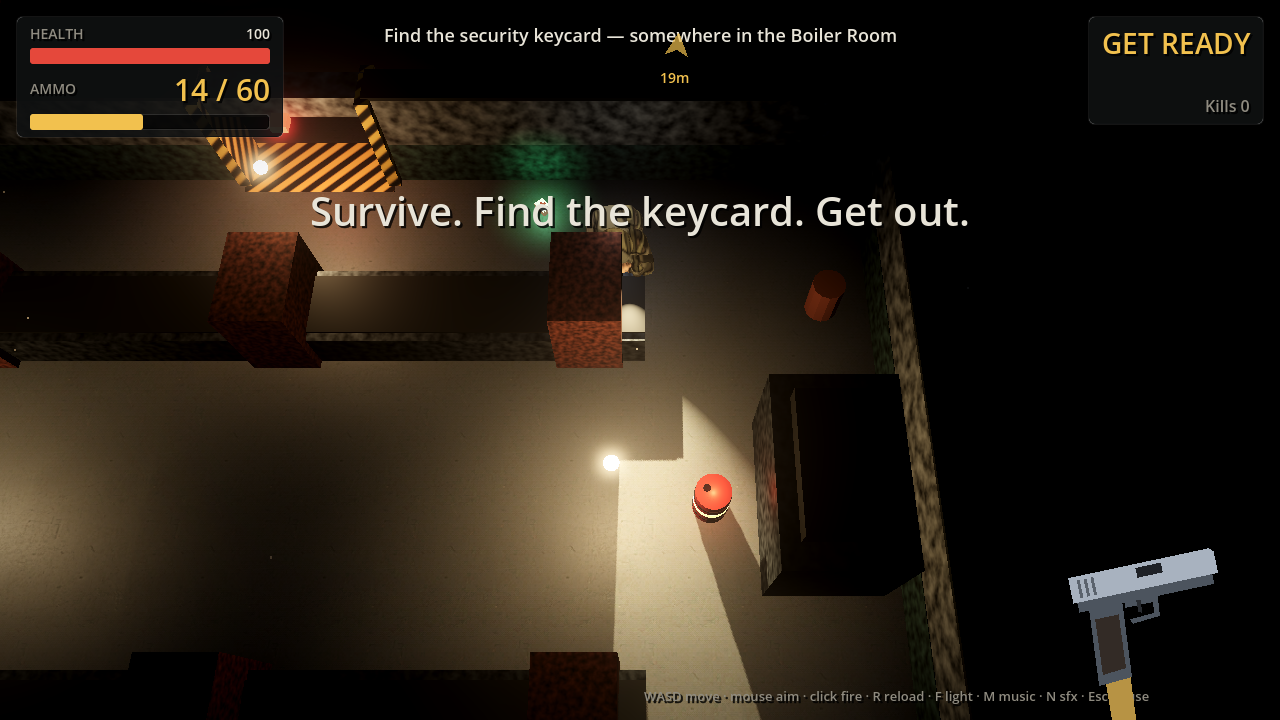 HEALTH 100
AMMO 14 / 60
Find the security keycard — somewhere in the Boiler Room
19m
GET READY
Kills 0
Survive. Find the keycard. Get out.
WASD move · mouse aim · click fire · R reload · F light · M music · N sfx · Esc